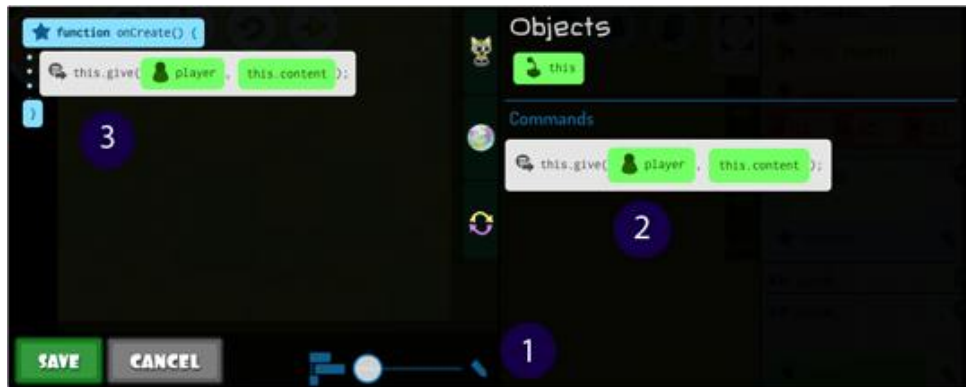 function onCreate() {
this.give( player , this.content );
}
3
SAVE
CANCEL
Objects
this
Commands
this.give( player , this.content );
2
1